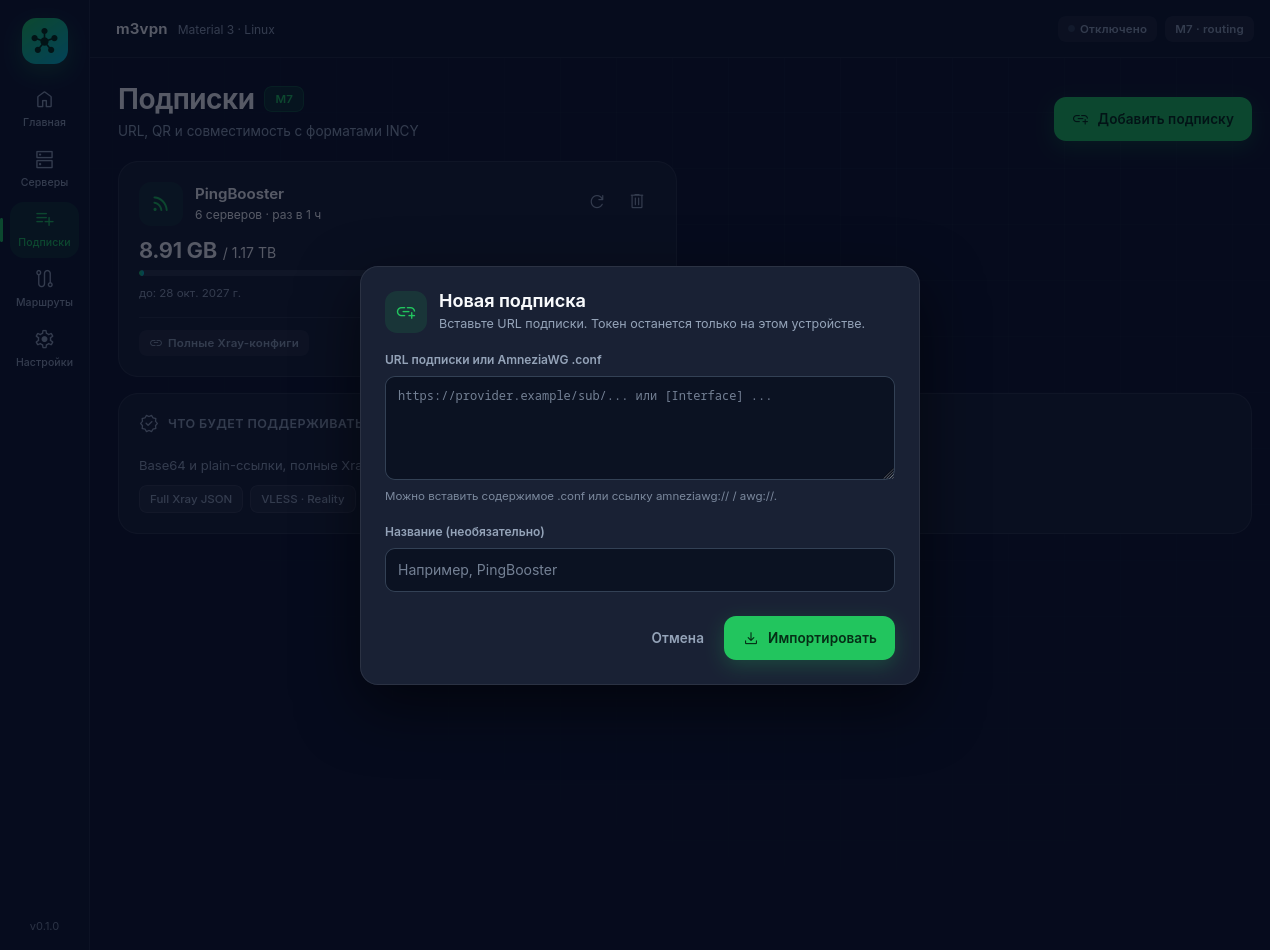 m3vpn Material 3 · Linux
Отключено
M7 · routing
Главная
Серверы
Подписки
Маршруты
Настройки
v0.1.0
Подписки M7
URL, QR и совместимость с форматами INCY
Добавить подписку
PingBooster
6 серверов · раз в 1 ч
8.91 GB / 1.17 TB
до: 28 окт. 2027 г.
Полные Xray-конфиги
ЧТО БУДЕТ ПОДДЕРЖИВАТЬ
Base64 и plain-ссылки, полные Xra
Full Xray JSON
VLESS · Reality
Новая подписка
Вставьте URL подписки. Токен останется только на этом устройстве.
URL подписки или AmneziaWG .conf
https://provider.example/sub/... или [Interface] ...
Можно вставить содержимое .conf или ссылку amneziawg:// / awg://.
Название (необязательно)
Например, PingBooster
Отмена
Импортировать